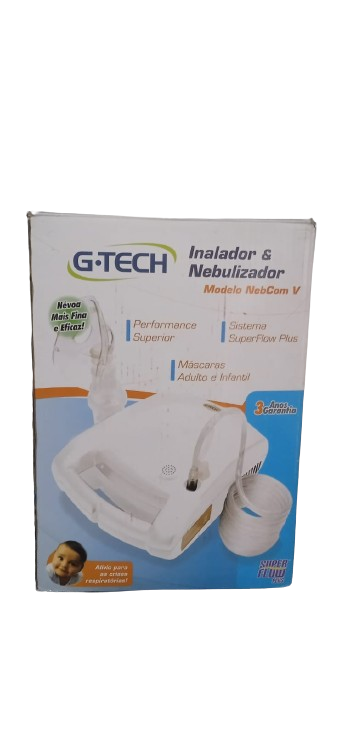 G·TECH
Inalador &
Nebulizador
Modelo NebCom V
Névoa
Mais Fina
e Eficaz!
Performance
Superior
Sistema
SuperFlow Plus
Máscaras
Adulto e Infantil
3 Anos
Garantia
Alívio para
as crises
respiratórias!
SUPER
FLOW